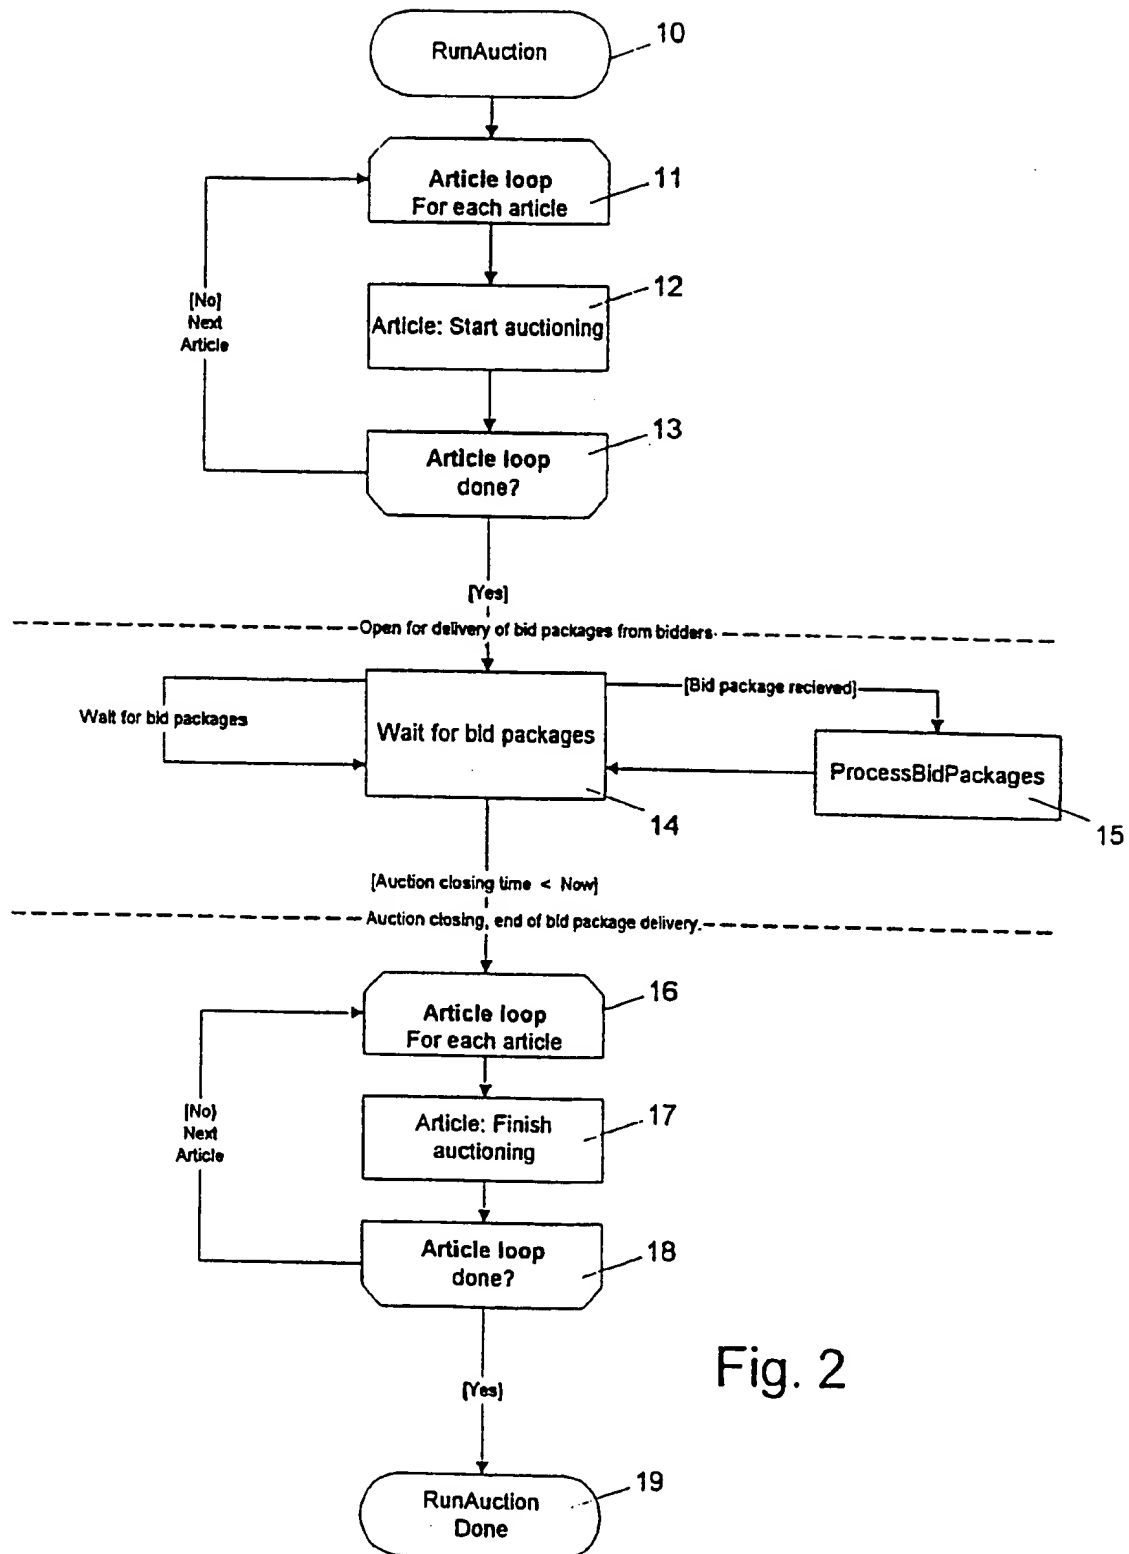 RunAuction
10
Article loop
For each article
11
[No]
Next
Article
12
Article: Start auctioning
13
Article loop
done?
[Yes]
Open for delivery of bid packages from bidders.
Wait for bid packages
Wait for bid packages
[Bid package recieved]
ProcessBidPackages
14
15
[Auction closing time < Now]
Auction closing, end of bid package delivery.
16
Article loop
For each article
[No]
Next
Article
17
Article: Finish
auctioning
18
Article loop
done?
[Yes]
Fig. 2
19
RunAuction
Done